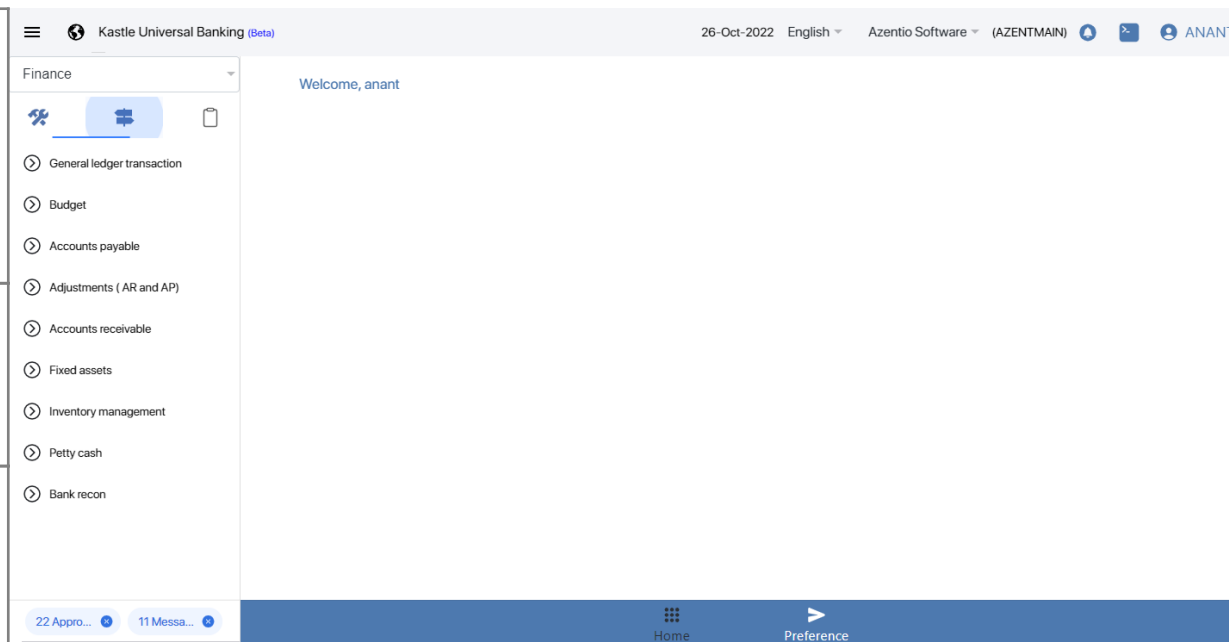 Kastle Universal Banking (Beta)
26-Oct-2022 English Azentio Software (AZENTMAIN) ANANT
Finance
Welcome, anant
General ledger transaction
Budget
Accounts payable
Adjustments ( AR and AP)
Accounts receivable
Fixed assets
Inventory management
Petty cash
Bank recon
22 Appro... 11 Messa...
Home Preference